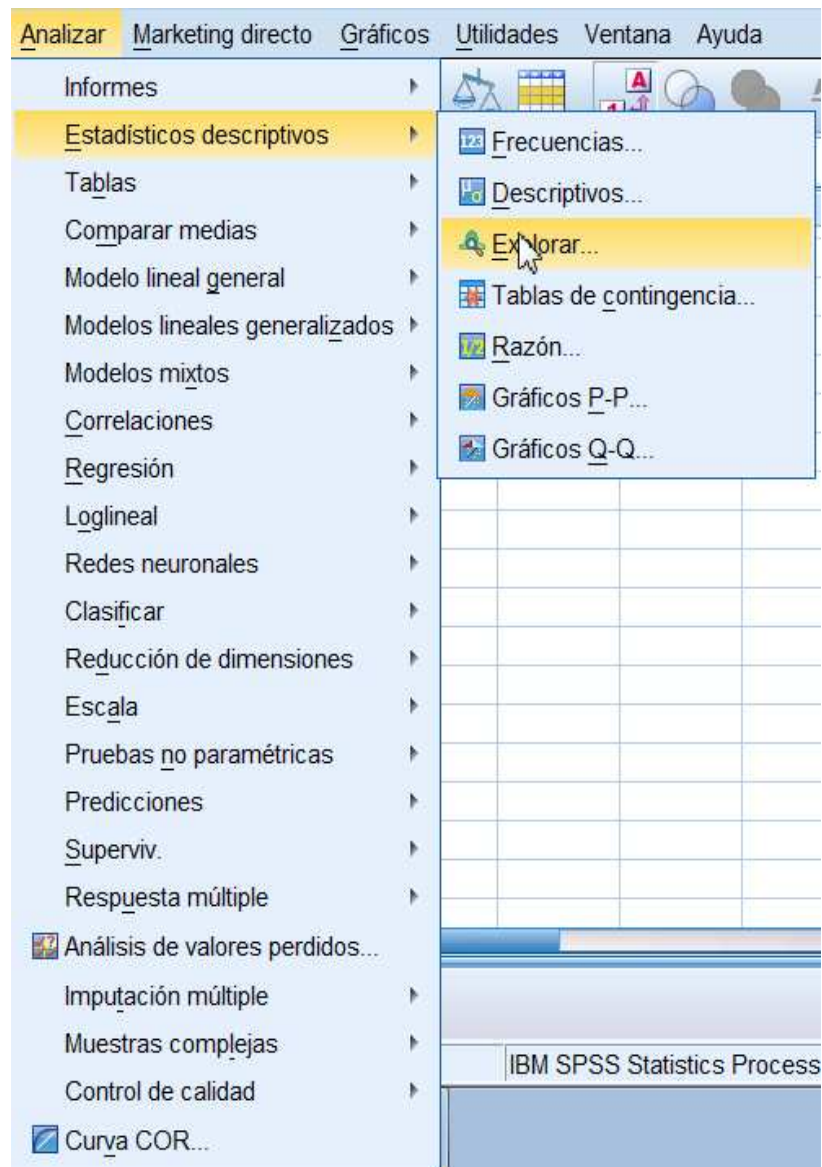 Analizar Marketing directo Gráficos Utilidades Ventana Ayuda
Informes
Estadísticos descriptivos
Tablas
Comparar medias
Modelo lineal general
Modelos lineales generalizados
Modelos mixtos
Correlaciones
Regresión
Loglineal
Redes neuronales
Clasificar
Reducción de dimensiones
Escala
Pruebas no paramétricas
Predicciones
Superviv.
Respuesta múltiple
Análisis de valores perdidos...
Imputación múltiple
Muestras complejas
Control de calidad
Curva COR...
Frecuencias...
Descriptivos...
Explorar...
Tablas de contingencia...
Razón...
Gráficos P-P...
Gráficos Q-Q...
IBM SPSS Statistics Process